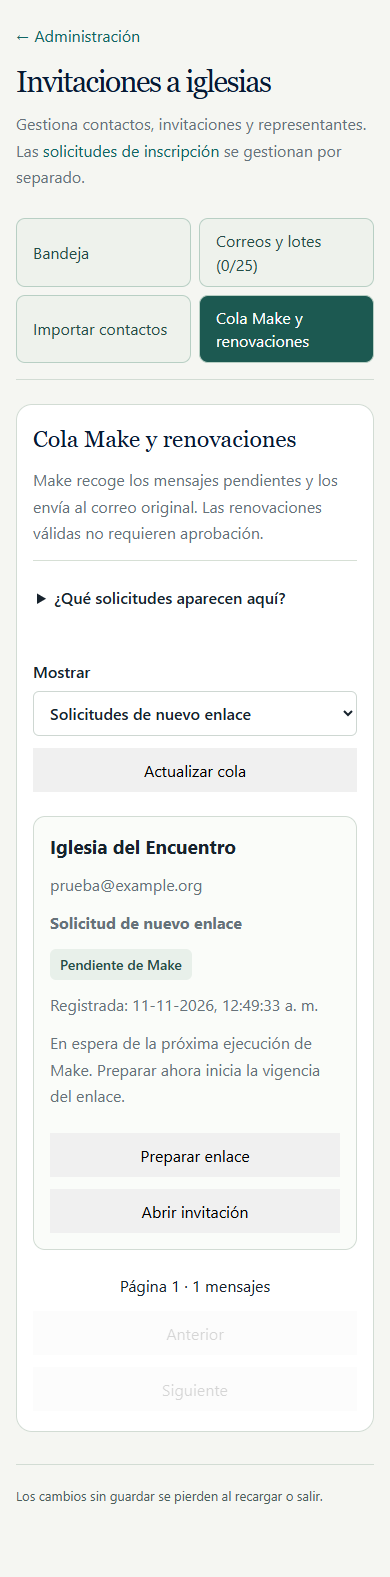 ← Administración
Invitaciones a iglesias
Gestiona contactos, invitaciones y representantes.
Las solicitudes de inscripción se gestionan por
separado.
Bandeja
Correos y lotes
(0/25)
Importar contactos
Cola Make y
renovaciones
Cola Make y renovaciones
Make recoge los mensajes pendientes y los
envía al correo original. Las renovaciones
válidas no requieren aprobación.
▶ ¿Qué solicitudes aparecen aquí?
Mostrar
Solicitudes de nuevo enlace
Actualizar cola
Iglesia del Encuentro
prueba@example.org
Solicitud de nuevo enlace
Pendiente de Make
Registrada: 11-11-2026, 12:49:33 a. m.
En espera de la próxima ejecución de
Make. Preparar ahora inicia la vigencia
del enlace.
Preparar enlace
Abrir invitación
Página 1 · 1 mensajes
Anterior
Siguiente
Los cambios sin guardar se pierden al recargar o salir.